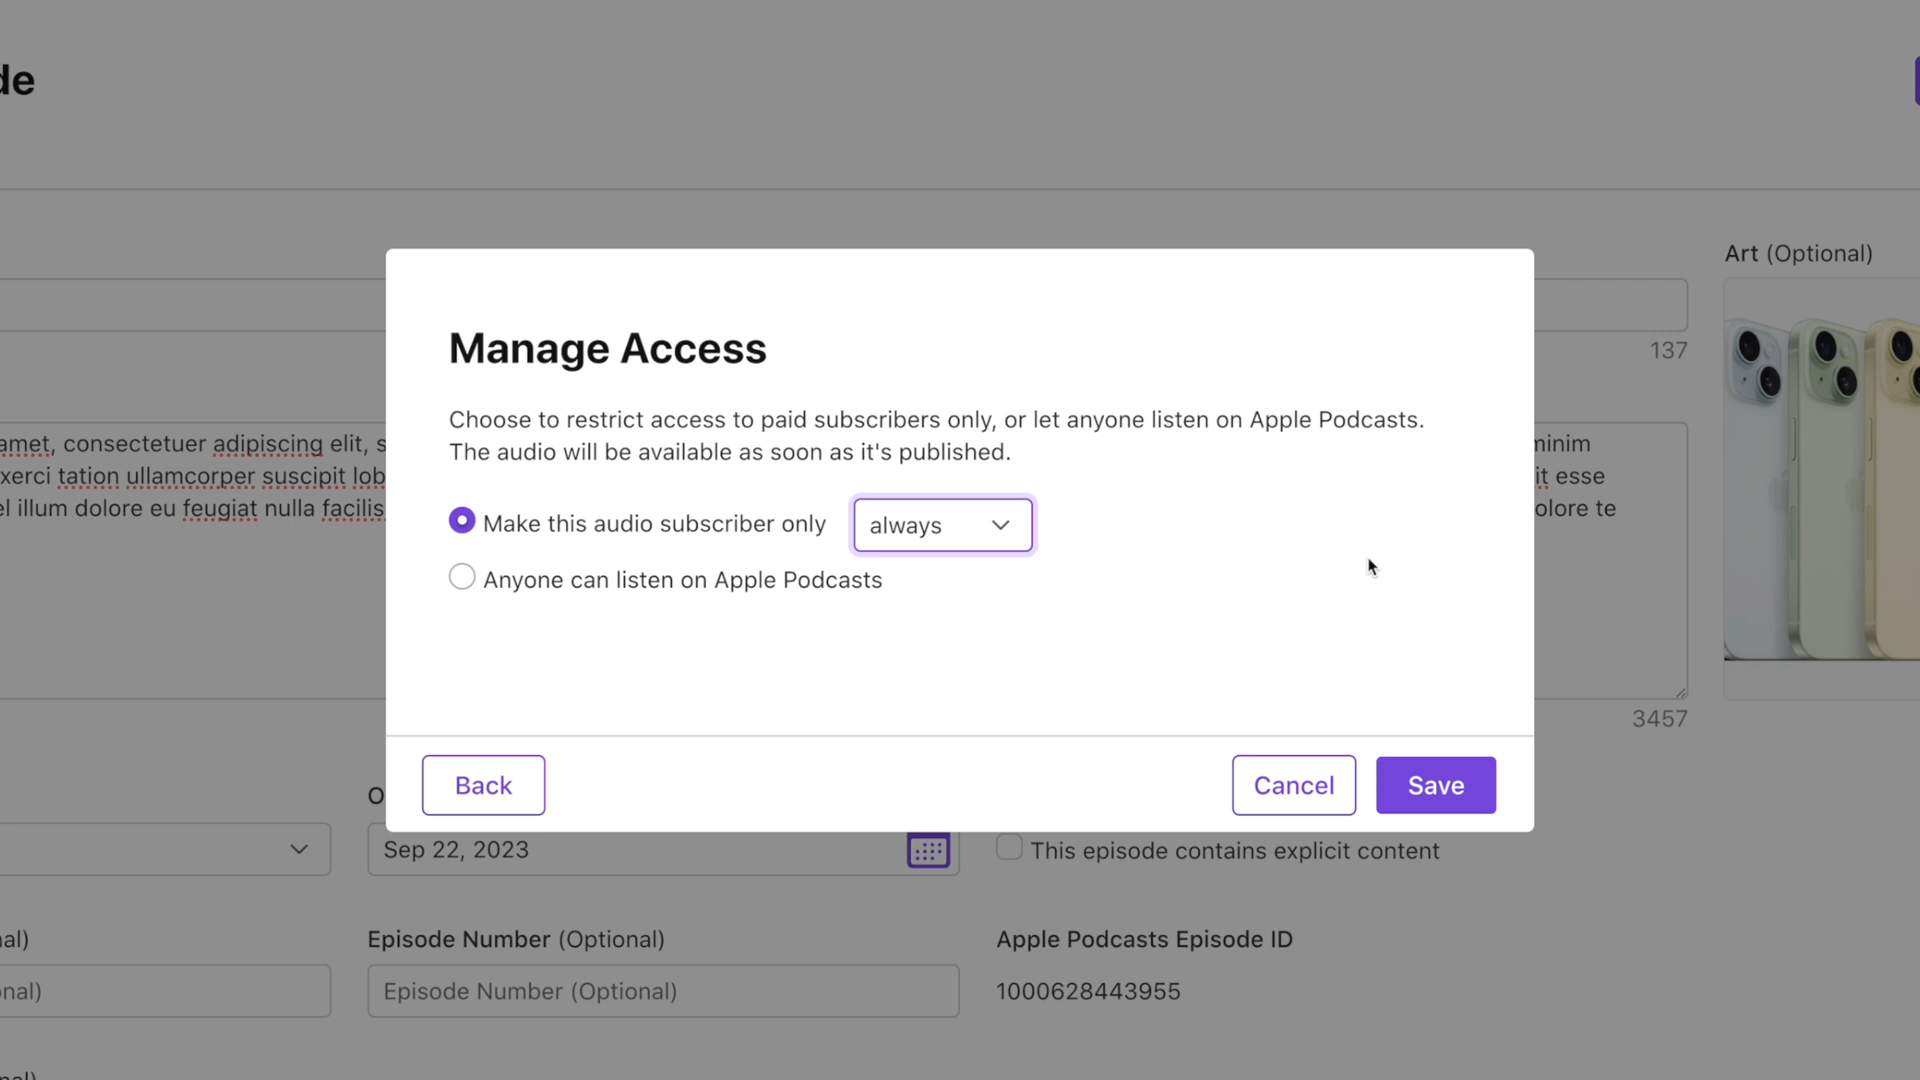 de
Art (Optional)
137
Manage Access
Choose to restrict access to paid subscribers only, or let anyone listen on Apple Podcasts.
The audio will be available as soon as it's published.
amet, consectetuer adipiscing elit, s
minim
xerci tation ullamcorper suscipit lob
it esse
el illum dolore eu feugiat nulla facilis
olore te
Make this audio subscriber only
always
Anyone can listen on Apple Podcasts
3457
Back
Cancel
Save
O
Sep 22, 2023
This episode contains explicit content
nal)
Episode Number (Optional)
Apple Podcasts Episode ID
onal)
Episode Number (Optional)
1000628443955